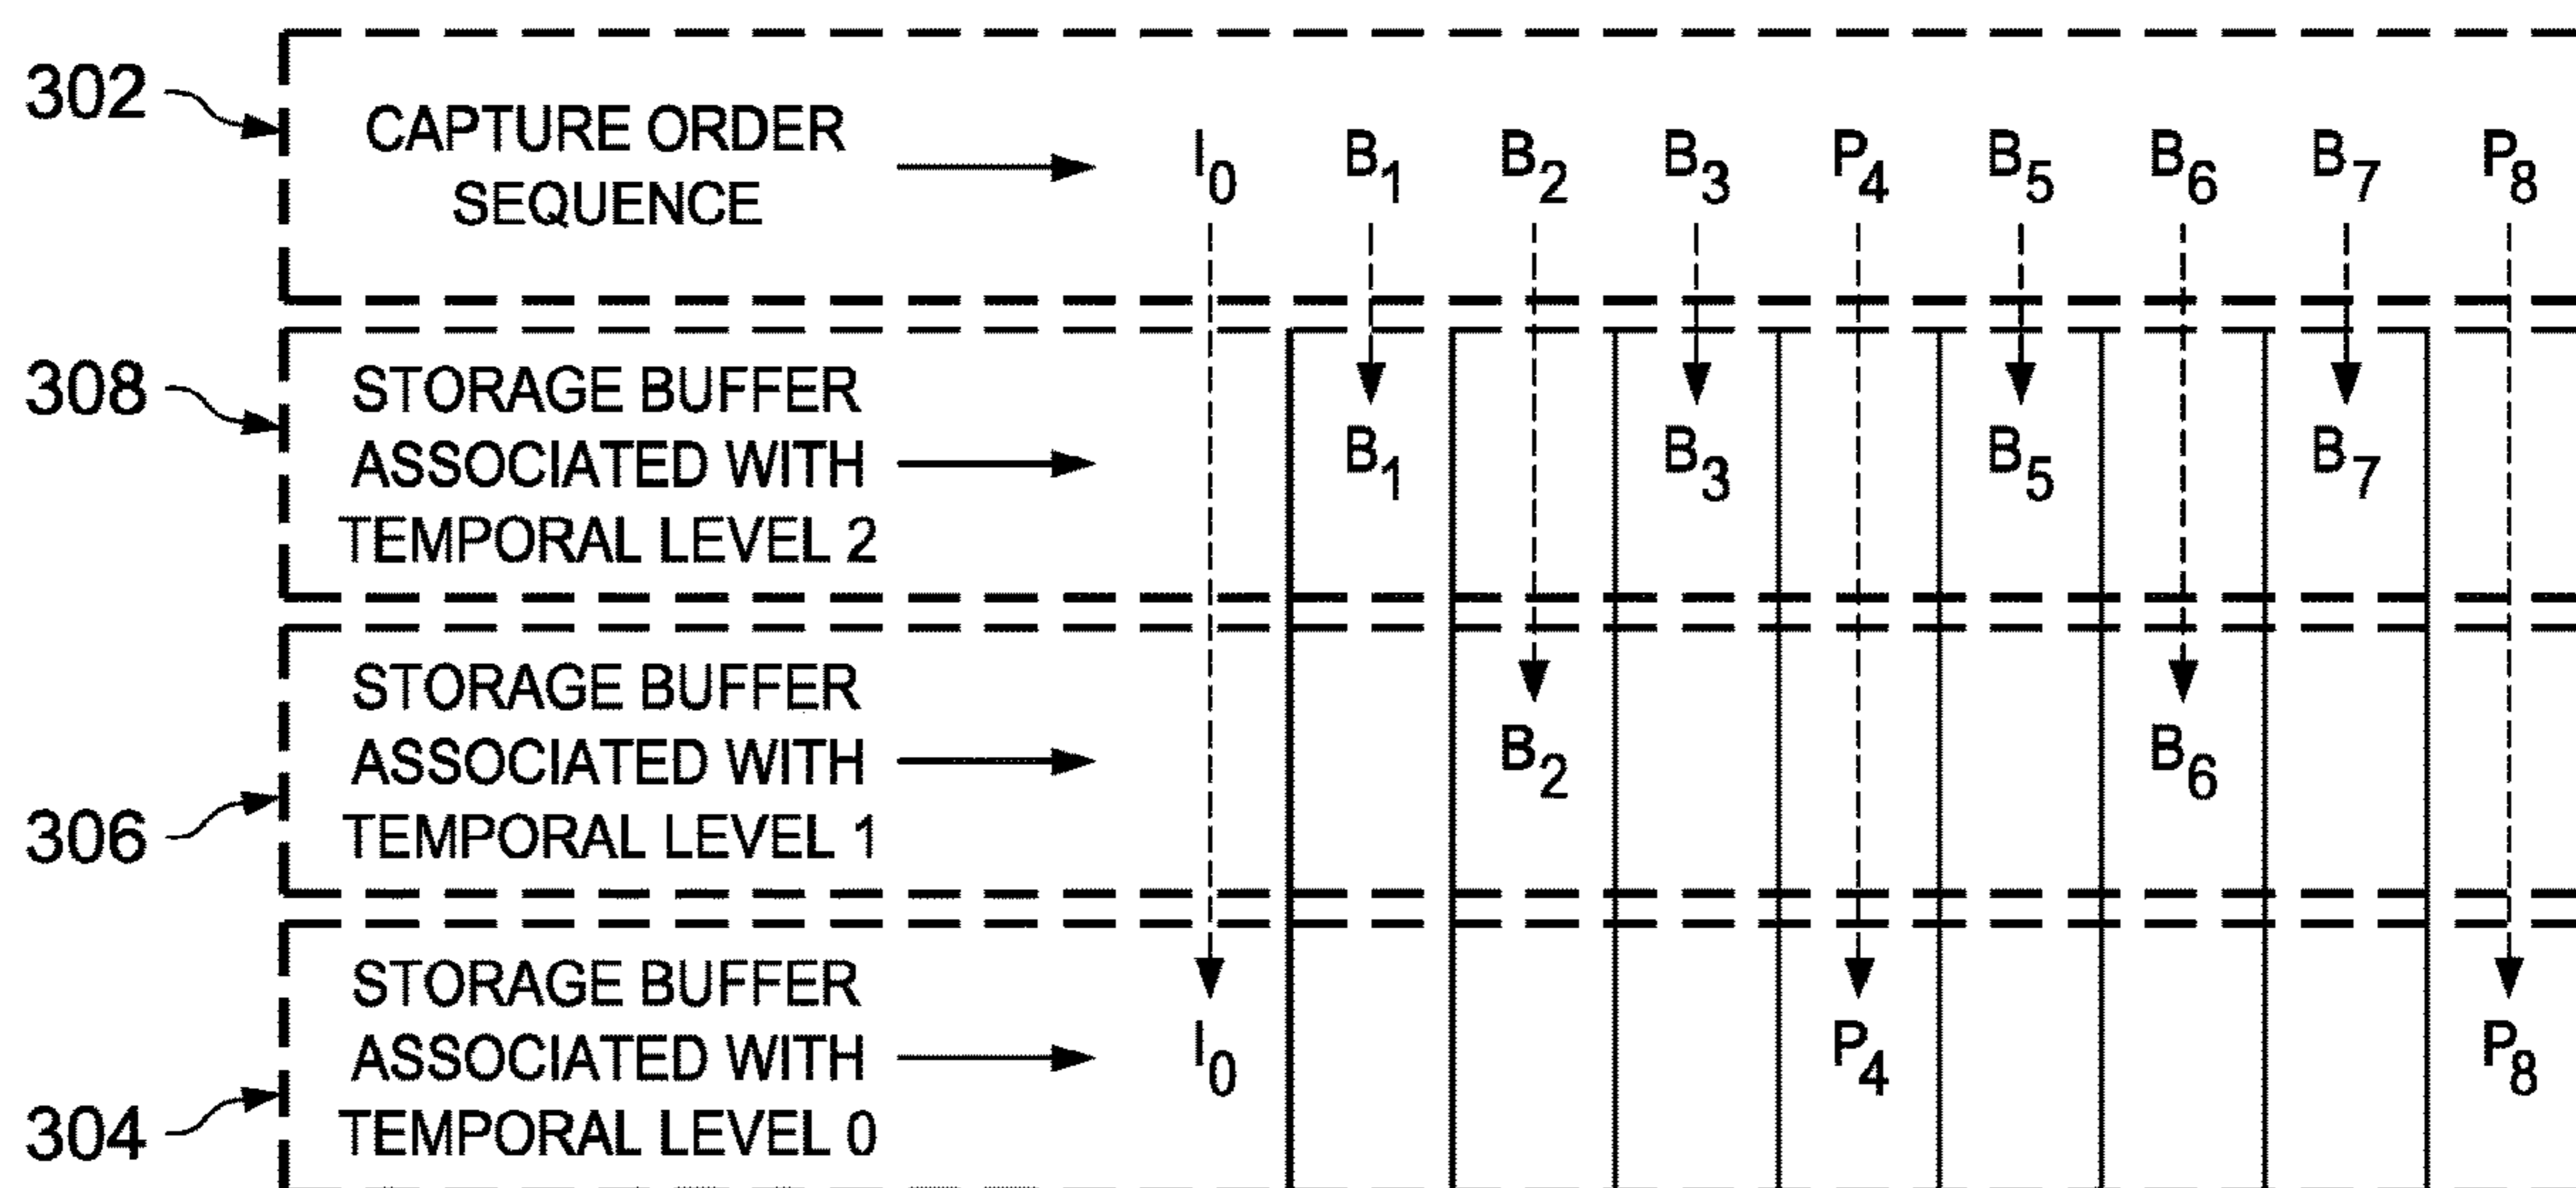 302
CAPTURE ORDER
SEQUENCE
I0 B1 B2 B3 P4 B5 B6 B7 P8
308
STORAGE BUFFER
ASSOCIATED WITH
TEMPORAL LEVEL 2
B1 B3 B5 B7
306
STORAGE BUFFER
ASSOCIATED WITH
TEMPORAL LEVEL 1
B2 B6
304
STORAGE BUFFER
ASSOCIATED WITH
TEMPORAL LEVEL 0
I0 P4 P8